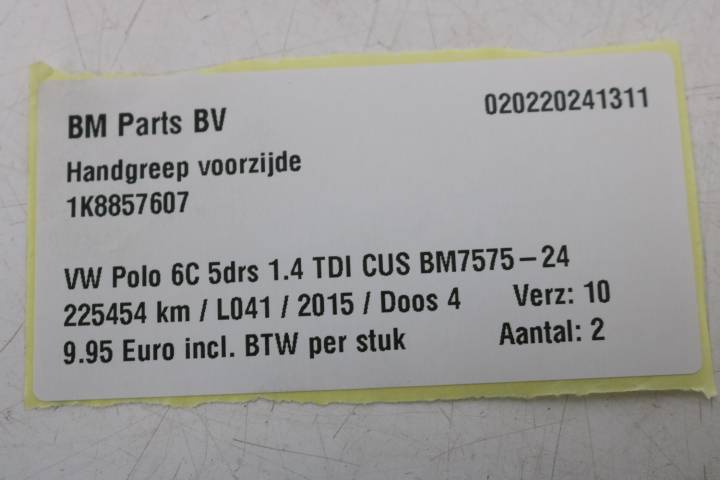 BM Parts BV 020220241311
Handgreep voorzijde
1K8857607
VW Polo 6C 5drs 1.4 TDI CUS BM7575-24
225454 km / L041 / 2015 / Doos 4 Verz: 10
9.95 Euro incl. BTW per stuk Aantal: 2